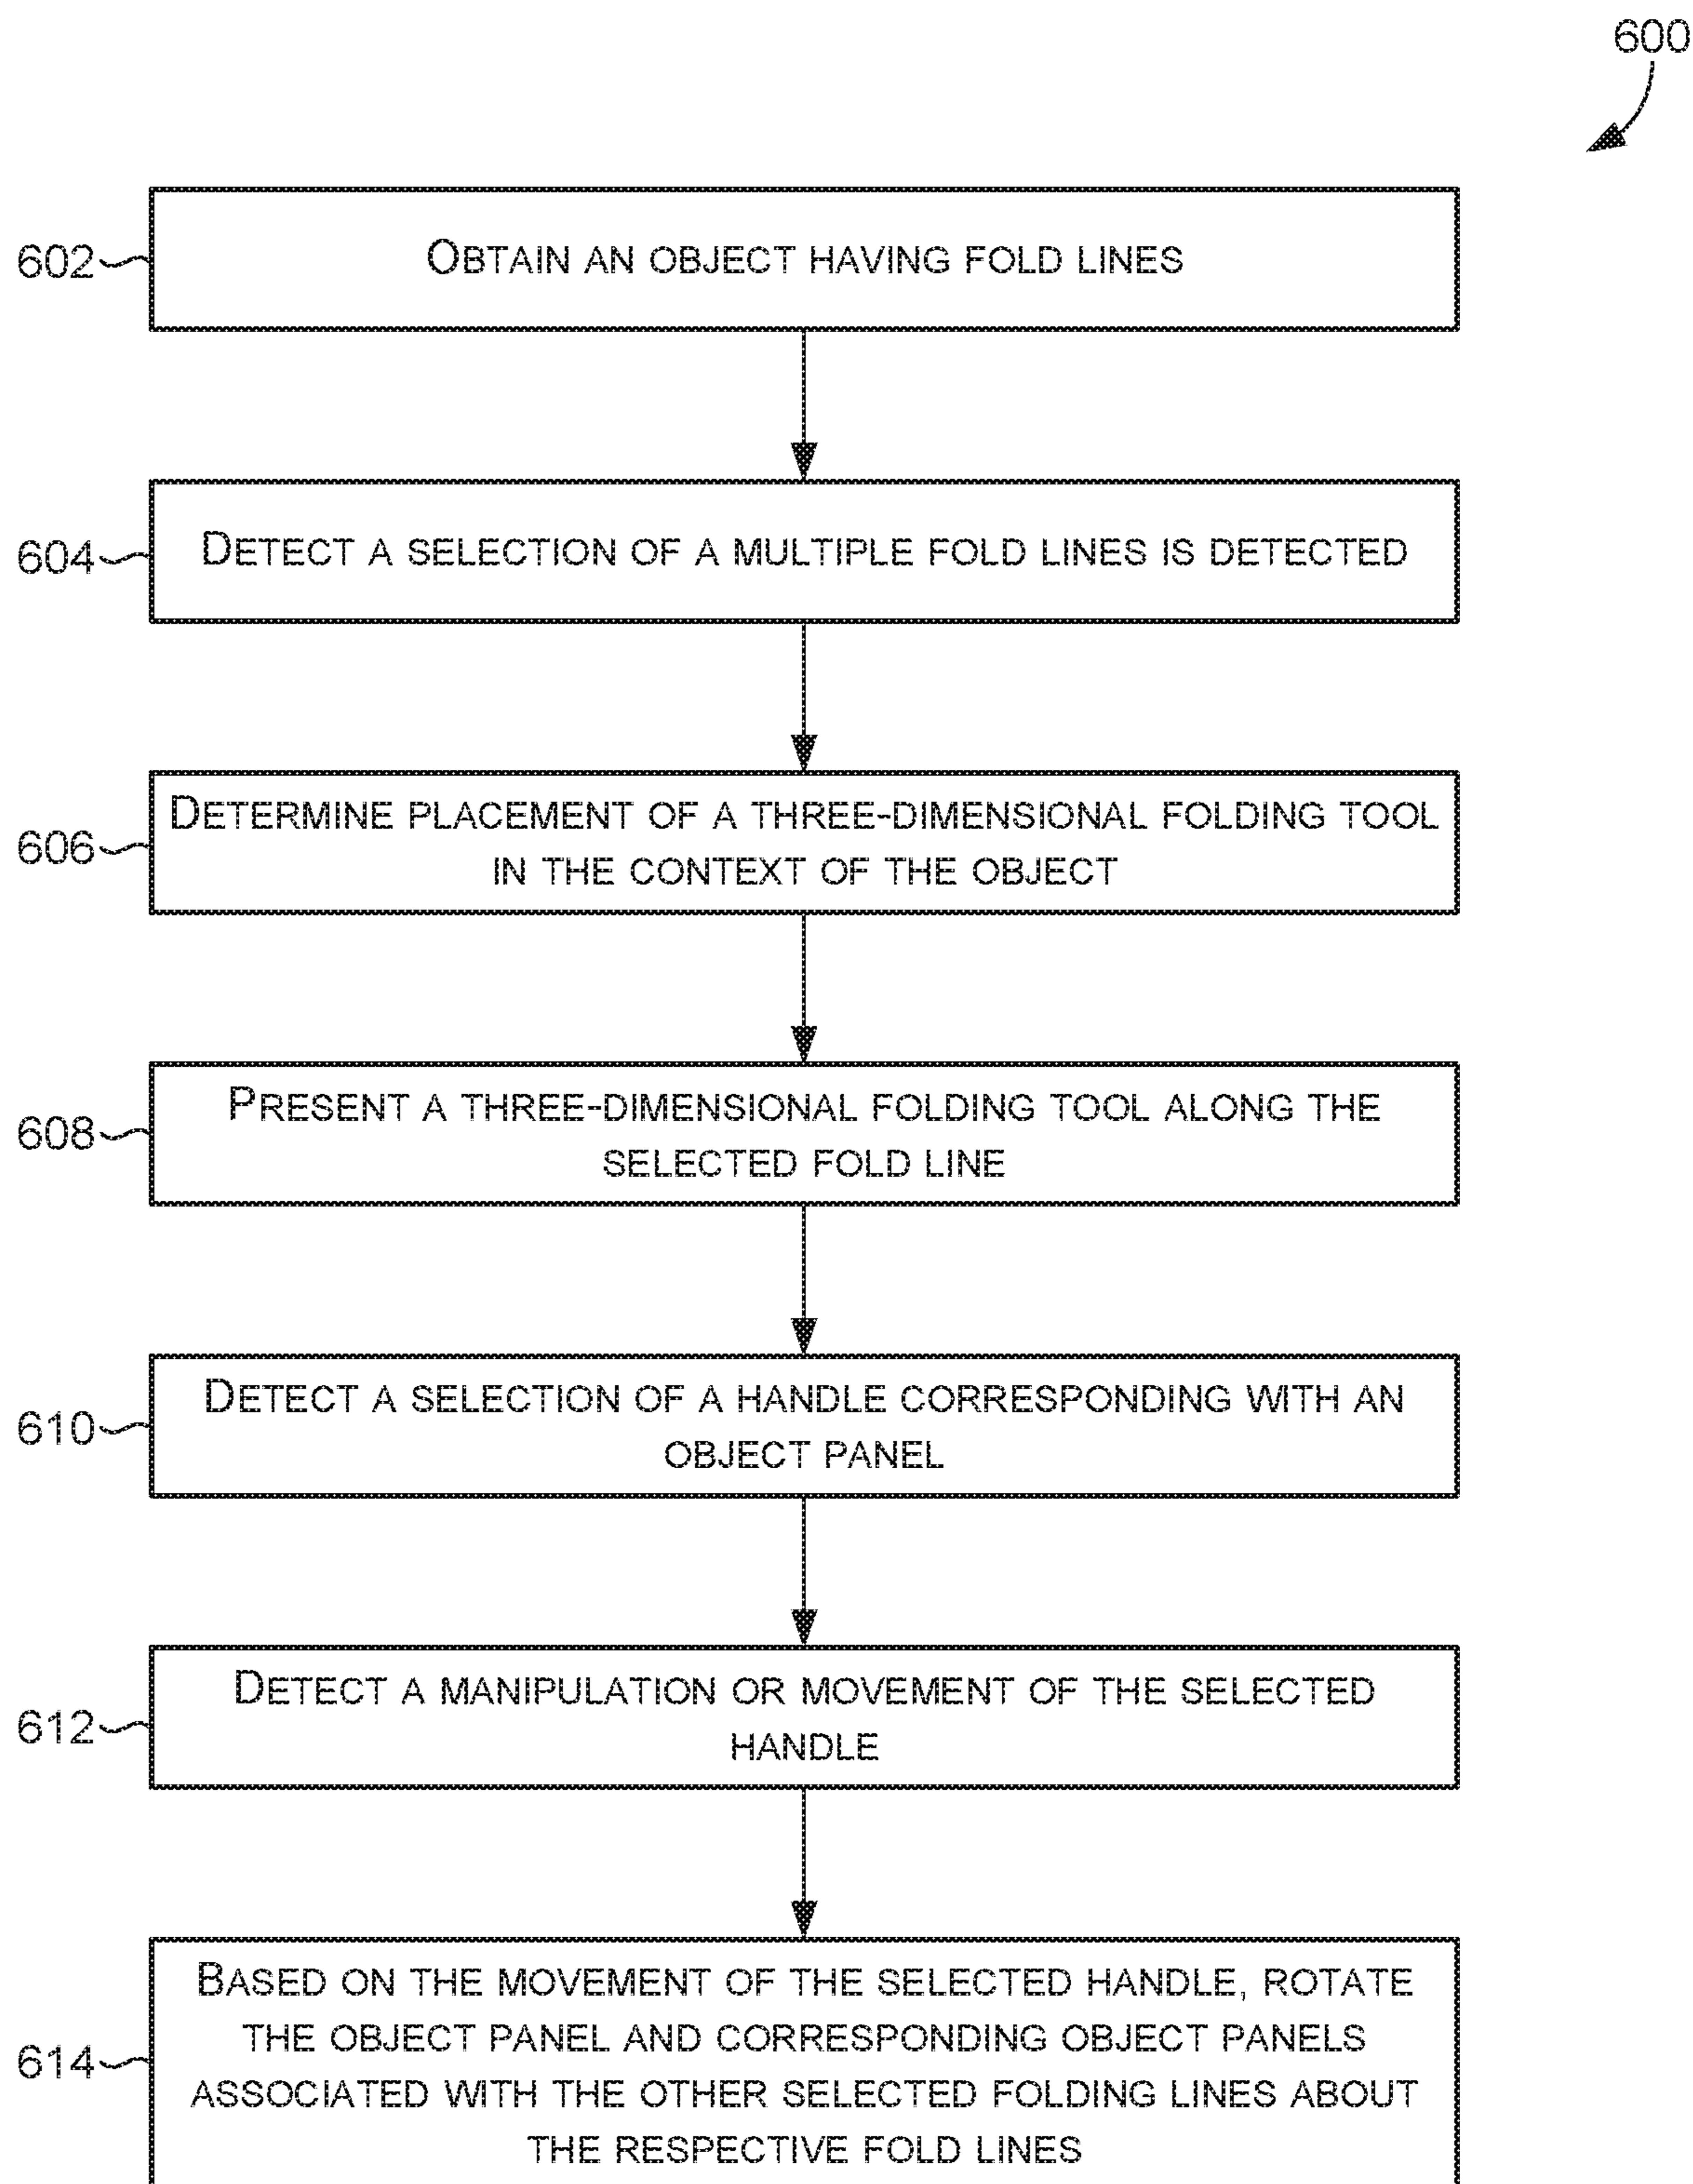 600
602
OBTAIN AN OBJECT HAVING FOLD LINES
604
DETECT A SELECTION OF A MULTIPLE FOLD LINES IS DETECTED
606
DETERMINE PLACEMENT OF A THREE-DIMENSIONAL FOLDING TOOL
IN THE CONTEXT OF THE OBJECT
608
PRESENT A THREE-DIMENSIONAL FOLDING TOOL ALONG THE
SELECTED FOLD LINE
610
DETECT A SELECTION OF A HANDLE CORRESPONDING WITH AN
OBJECT PANEL
612
DETECT A MANIPULATION OR MOVEMENT OF THE SELECTED
HANDLE
614
BASED ON THE MOVEMENT OF THE SELECTED HANDLE, ROTATE
THE OBJECT PANEL AND CORRESPONDING OBJECT PANELS
ASSOCIATED WITH THE OTHER SELECTED FOLDING LINES ABOUT
THE RESPECTIVE FOLD LINES